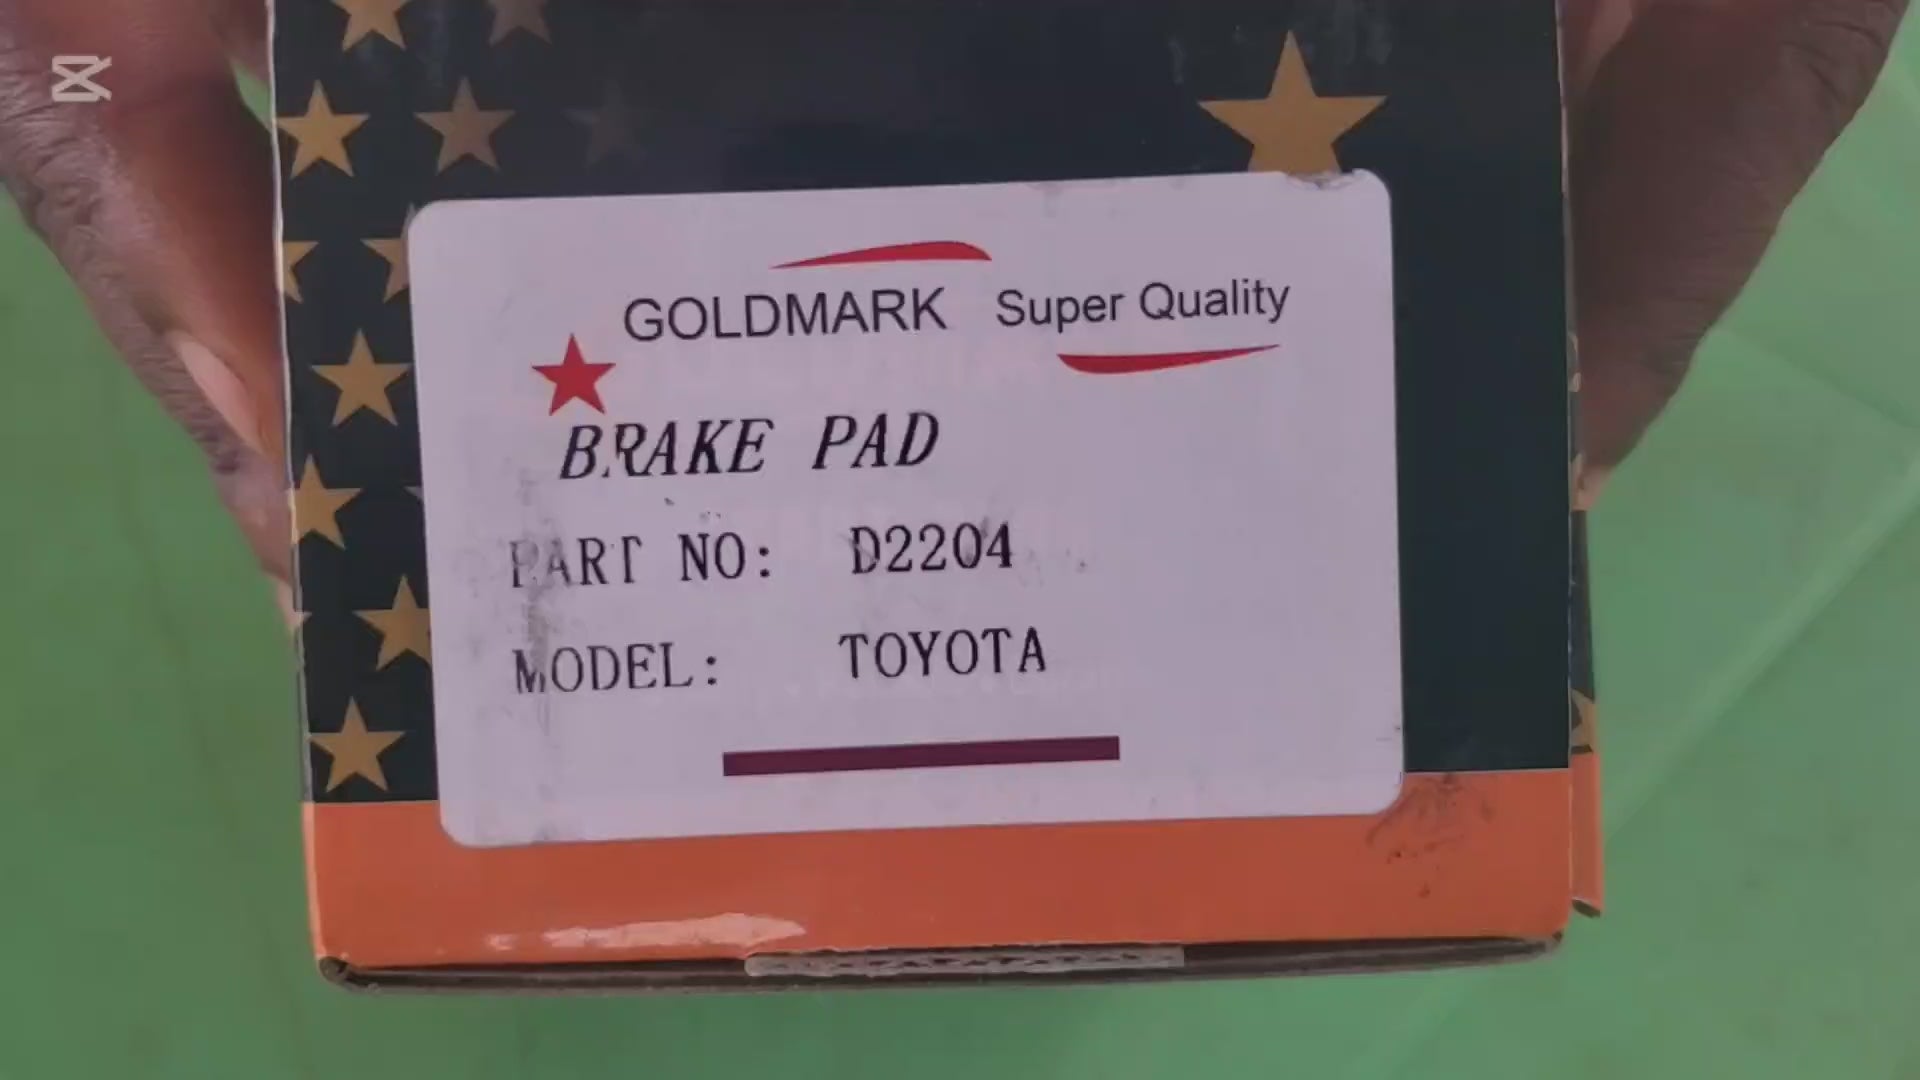 GOLDMARK Super Quality
BRAKE PAD
PART NO: D2204
MODEL: TOYOTA